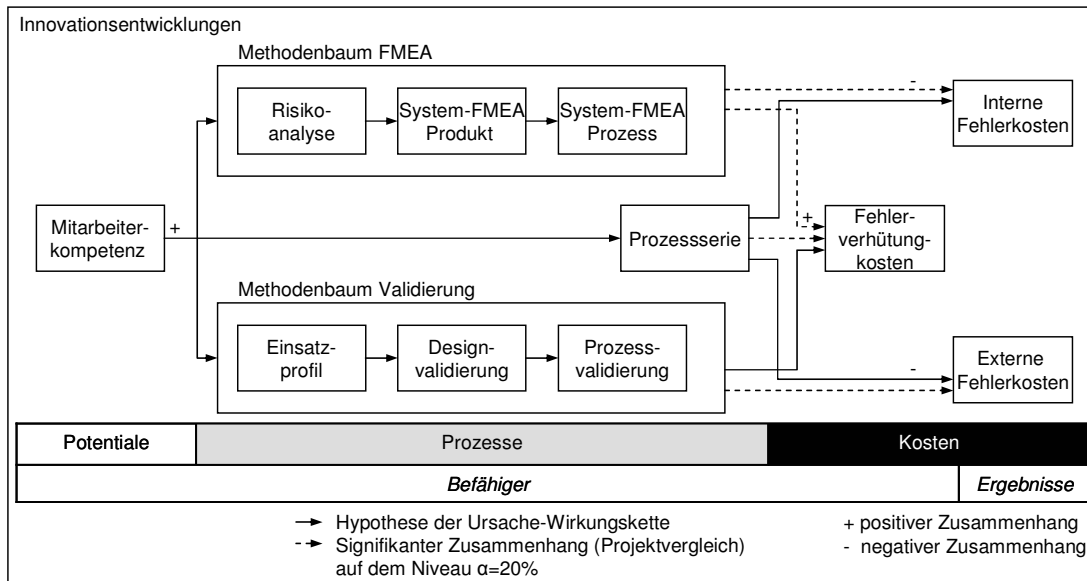 Innovationsentwicklungen
Methodenbaum FMEA
Risiko-
analyse
System-FMEA
Produkt
System-FMEA
Prozess
-
Interne
Fehlerkosten
Mitarbeiter-
kompetenz
+
Prozessserie
+
Fehler-
verhütung-
kosten
Methodenbaum Validierung
Einsatz-
profil
Design-
validierung
Prozess-
validierung
-
Externe
Fehlerkosten
Potentiale
Prozesse
Kosten
Befähiger
Ergebnisse
Hypothese der Ursache-Wirkungskette
Signifikanter Zusammenhang (Projektvergleich)
auf dem Niveau α=20%
+ positiver Zusammenhang
- negativer Zusammenhang